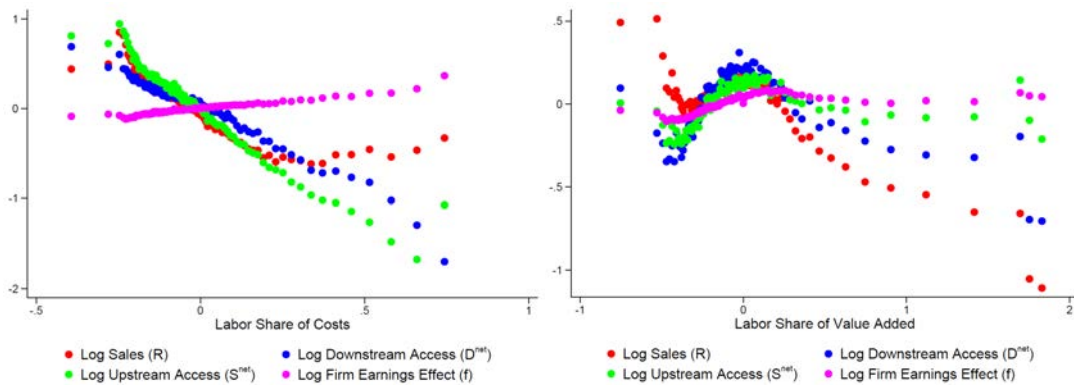 1
0
-1
-2
-.5
0
.5
1
Labor Share of Costs
Log Sales (R)
Log Downstream Access (D^net)
Log Upstream Access (S^net)
Log Firm Earnings Effect (f)
.5
0
-.5
-1
-1
0
1
2
Labor Share of Value Added
Log Sales (R)
Log Downstream Access (D^net)
Log Upstream Access (S^net)
Log Firm Earnings Effect (f)